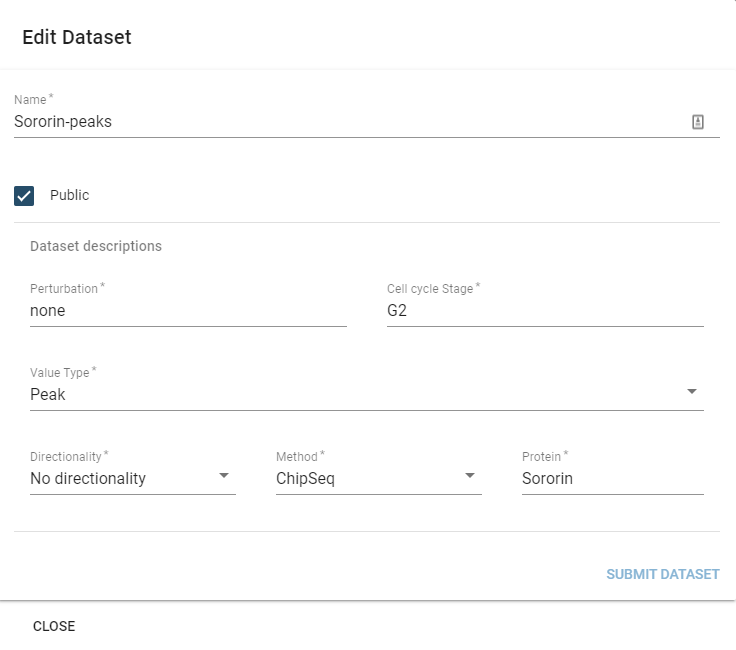 Edit Dataset
Name *
Sororin-peaks
Public
Dataset descriptions
Perturbation * Cell cycle Stage *
none G2
Value Type *
Peak
Directionality * Method * Protein *
No directionality ChipSeq Sororin
SUBMIT DATASET
CLOSE